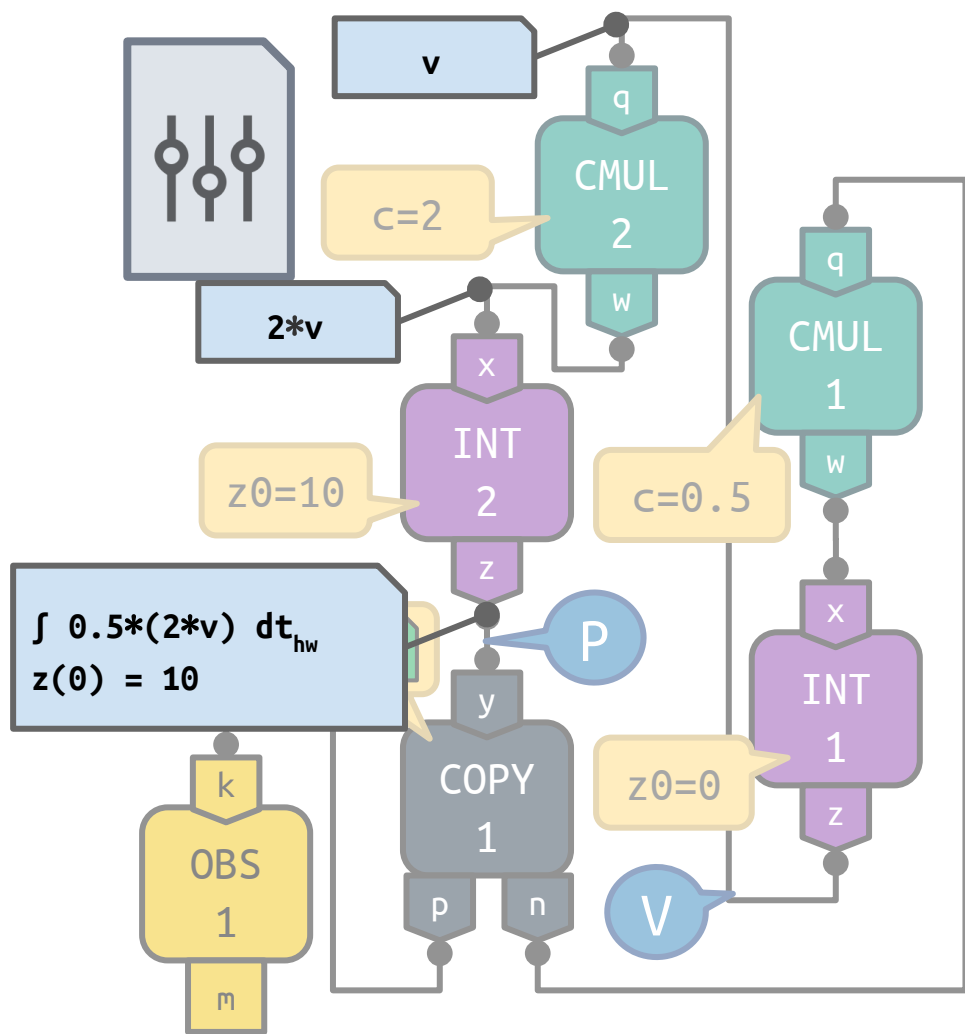 v
q
CMUL
2
c=2
w
2*v
q
CMUL
1
w
c=0.5
x
INT
2
z0=10
z
∫ 0.5*(2*v) dt_hw
z(0) = 10
P
x
INT
1
z0=0
z
y
COPY
1
p
n
V
k
OBS
1
m